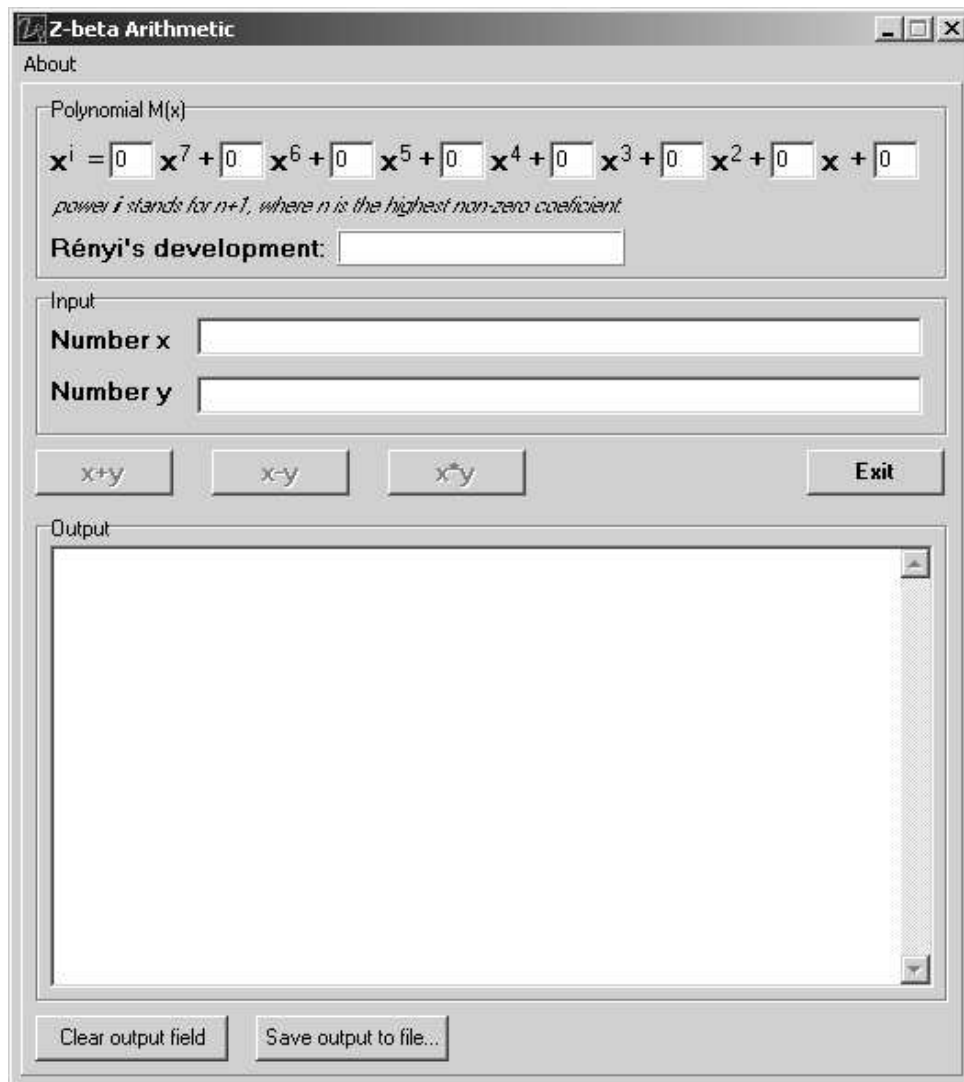 Z-beta Arithmetic
About
Polynomial M(x)
xⁱ = 0 x⁷ + 0 x⁶ + 0 x⁵ + 0 x⁴ + 0 x³ + 0 x² + 0 x + 0
power i stands for n+1, where n is the highest non-zero coeficient.
Rényi's development:
Input
Number x
Number y
x+y x-y x*y Exit
Output
Clear output field Save output to file...